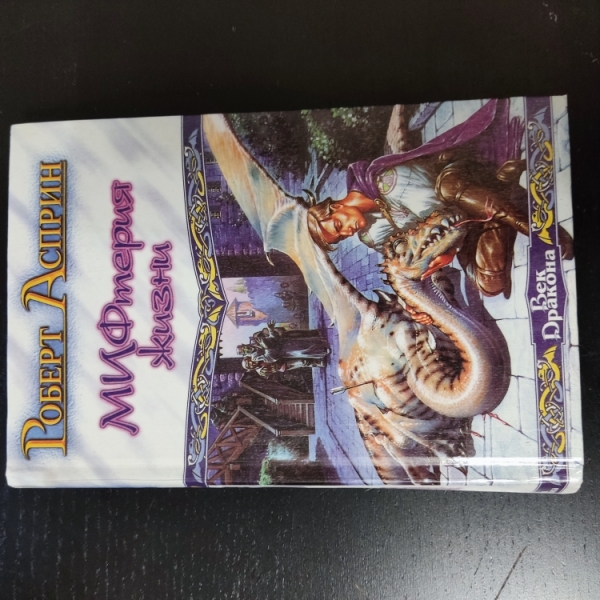 Роберт Асприн
МИФтерия
жизни
Век
Дракона